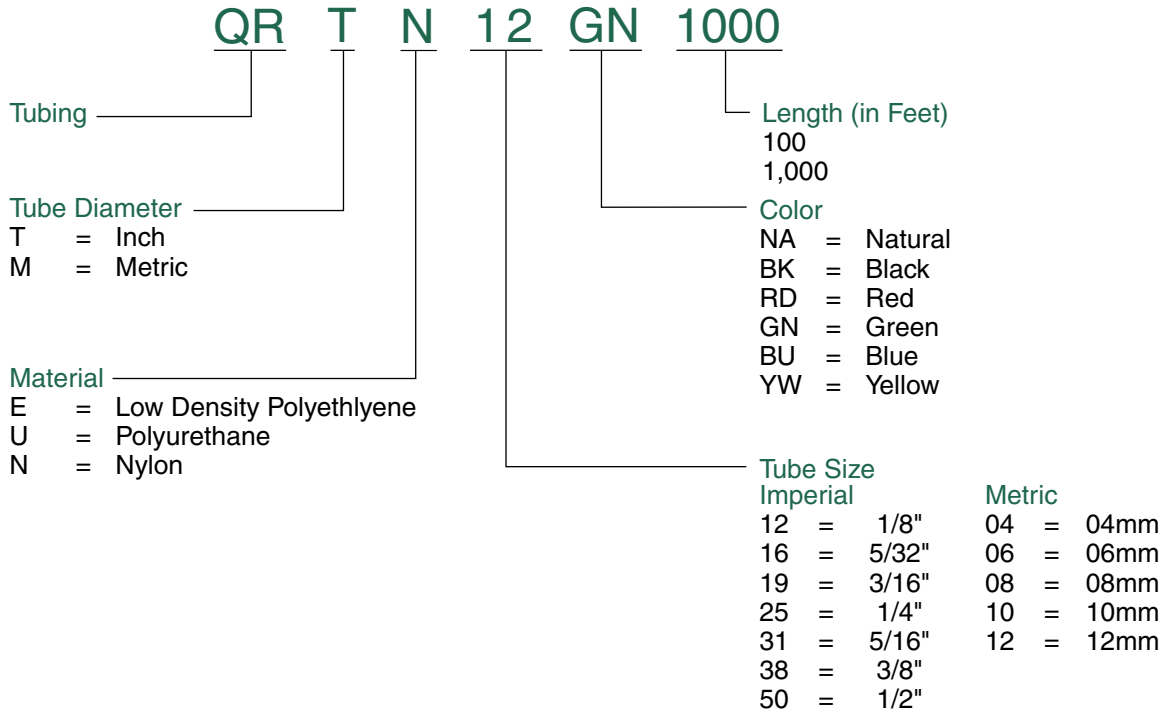 QR T N 12 GN 1000
Tubing
Tube Diameter
T = Inch
M = Metric
Material
E = Low Density Polyethlyene
U = Polyurethane
N = Nylon
Length (in Feet)
100
1,000
Color
NA = Natural
BK = Black
RD = Red
GN = Green
BU = Blue
YW = Yellow
Tube Size
Imperial Metric
12 = 1/8" 04 = 04mm
16 = 5/32" 06 = 06mm
19 = 3/16" 08 = 08mm
25 = 1/4" 10 = 10mm
31 = 5/16" 12 = 12mm
38 = 3/8"
50 = 1/2"